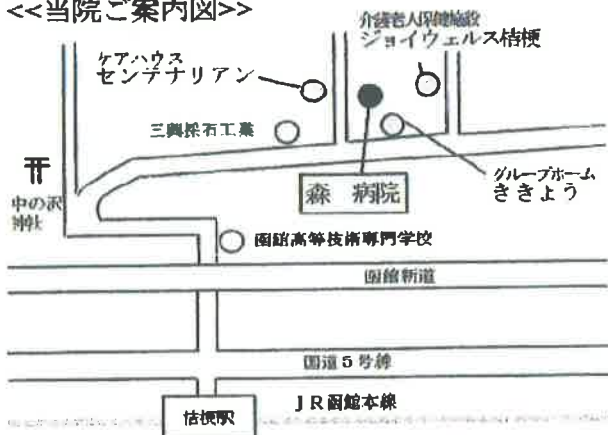 <<当院ご案内図>>
介護老人保健施設
ジョイウェルス桔梗
ケアハウス
センテナリアン
三興採石工業
中の沢
神社
森 病院
グループホーム
ききょう
函館高等技術専門学校
函館新道
国道5号線
JR函館本線
桔梗駅